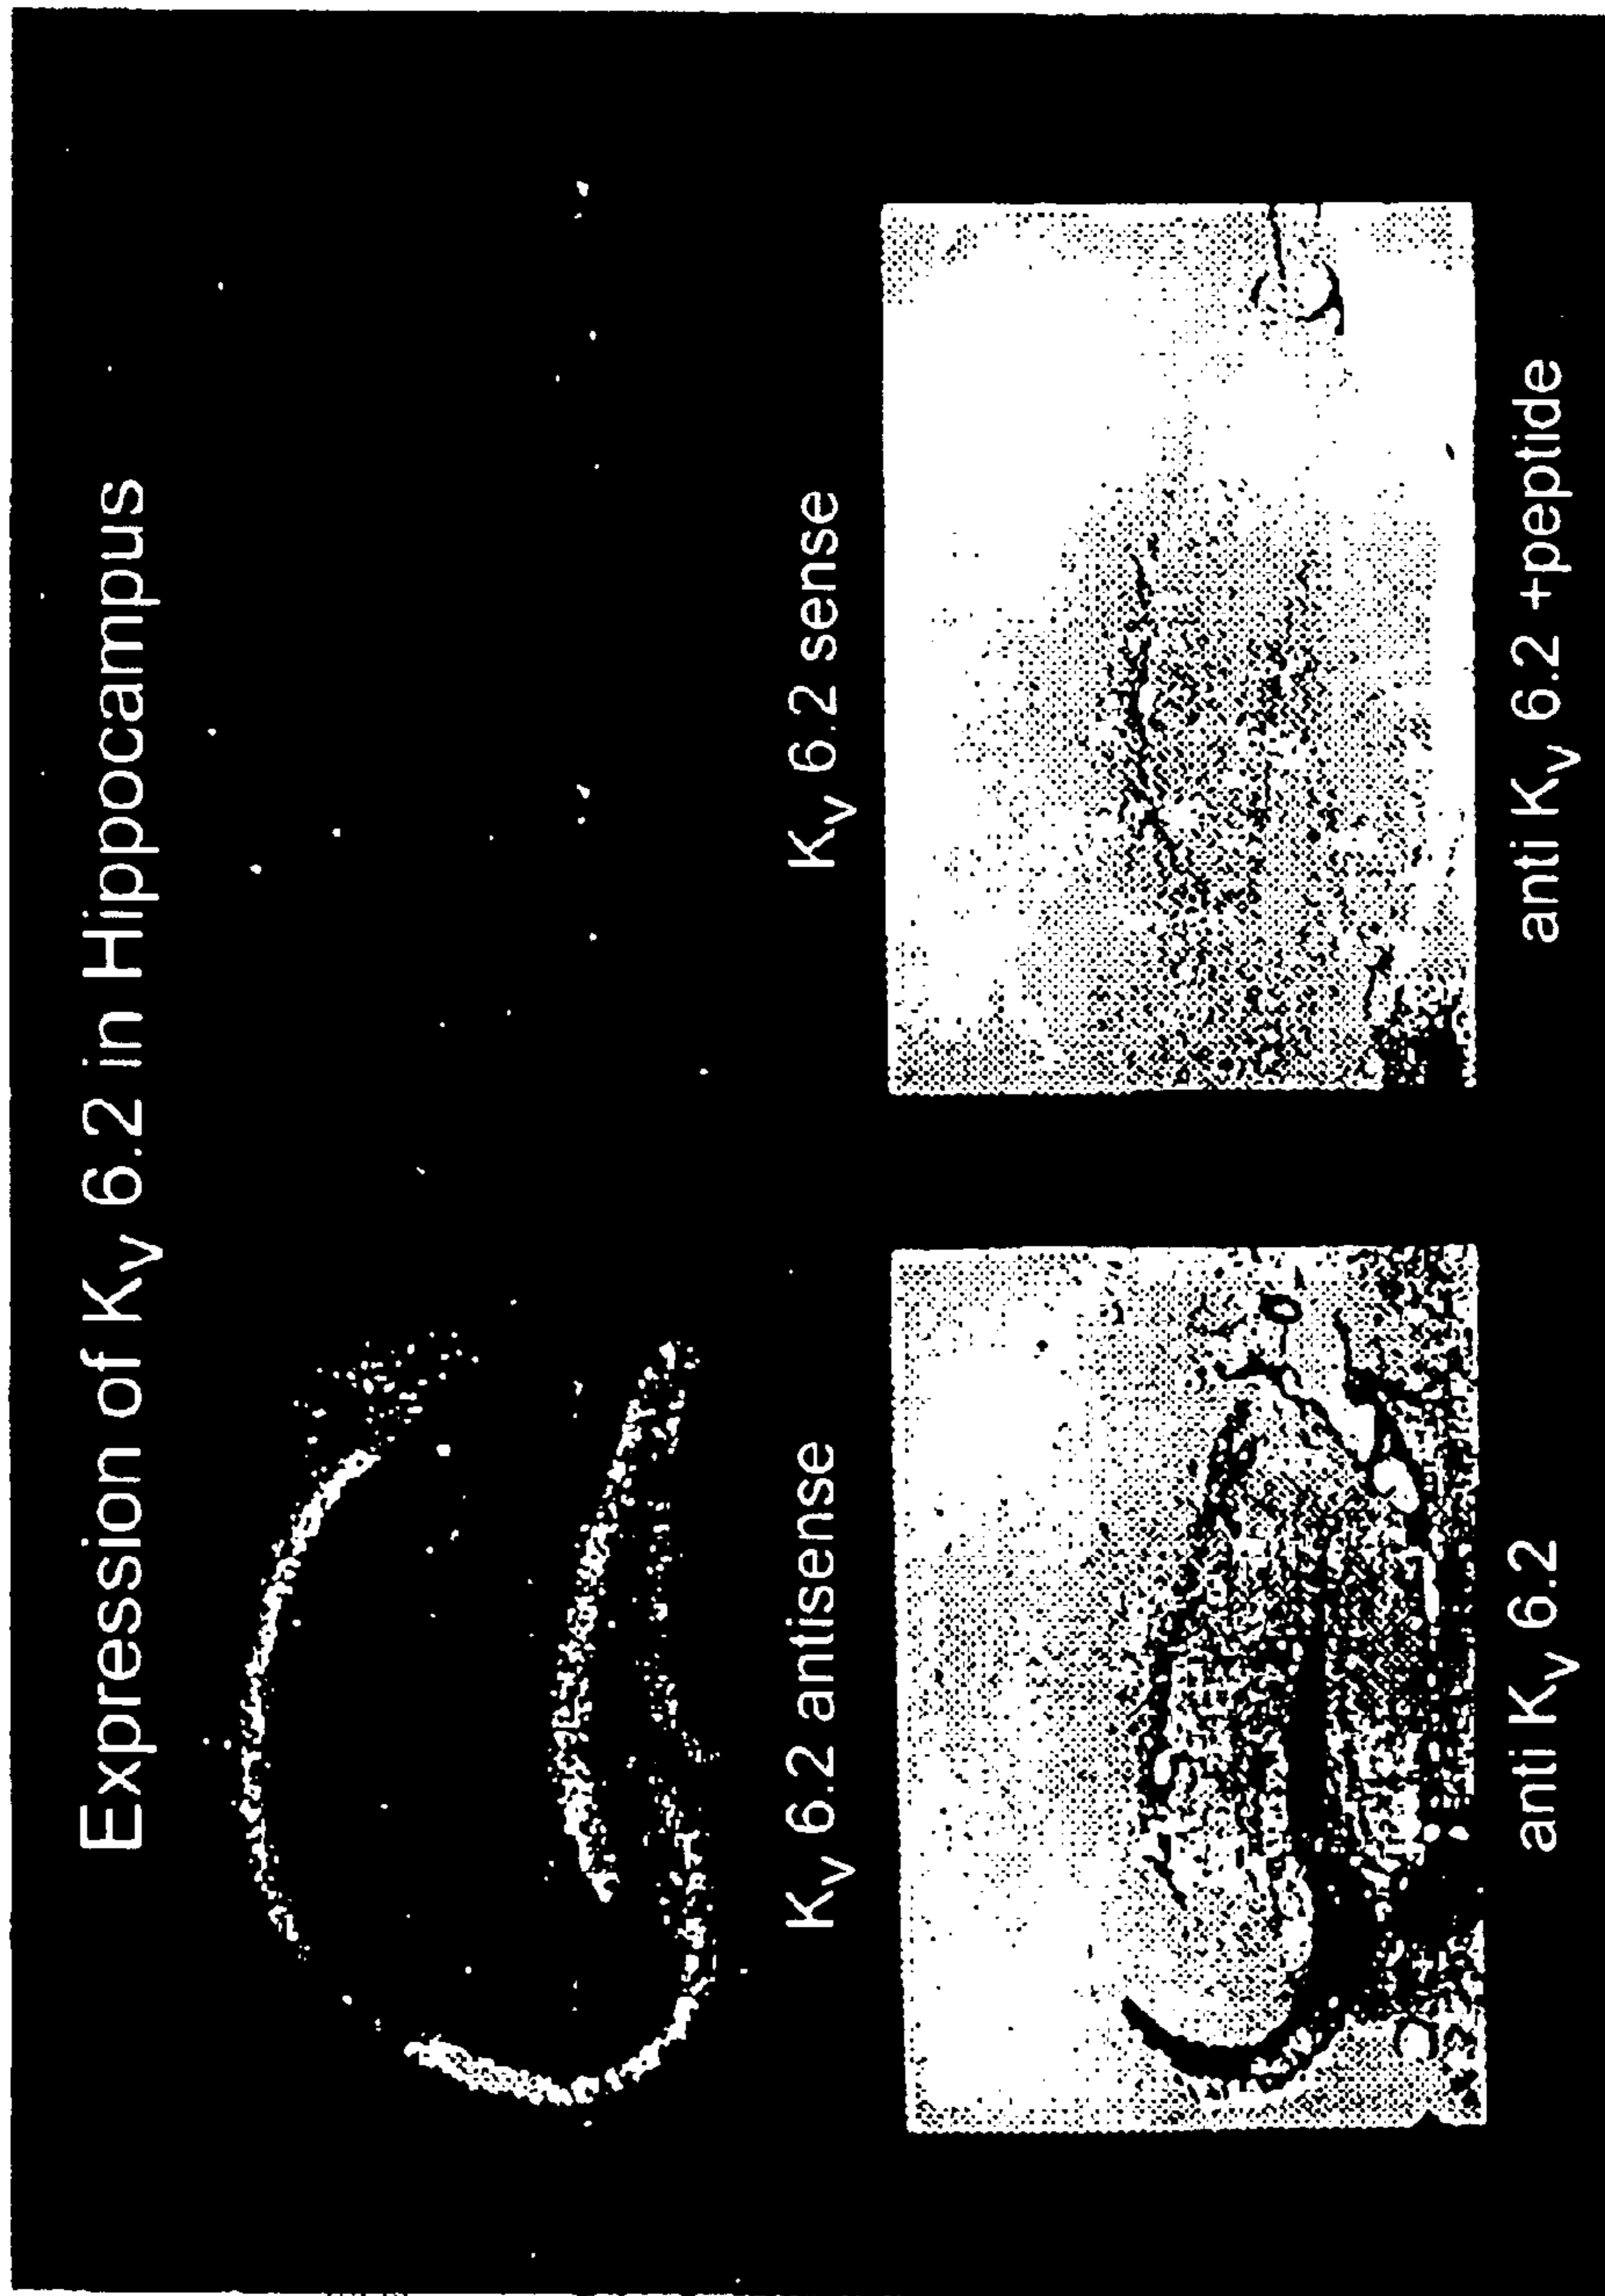 Expression of Kv 6.2 in Hippocampus
Kv 6.2 antisense
Kv 6.2 sense
anti Kv 6.2
anti Kv 6.2 +peptide